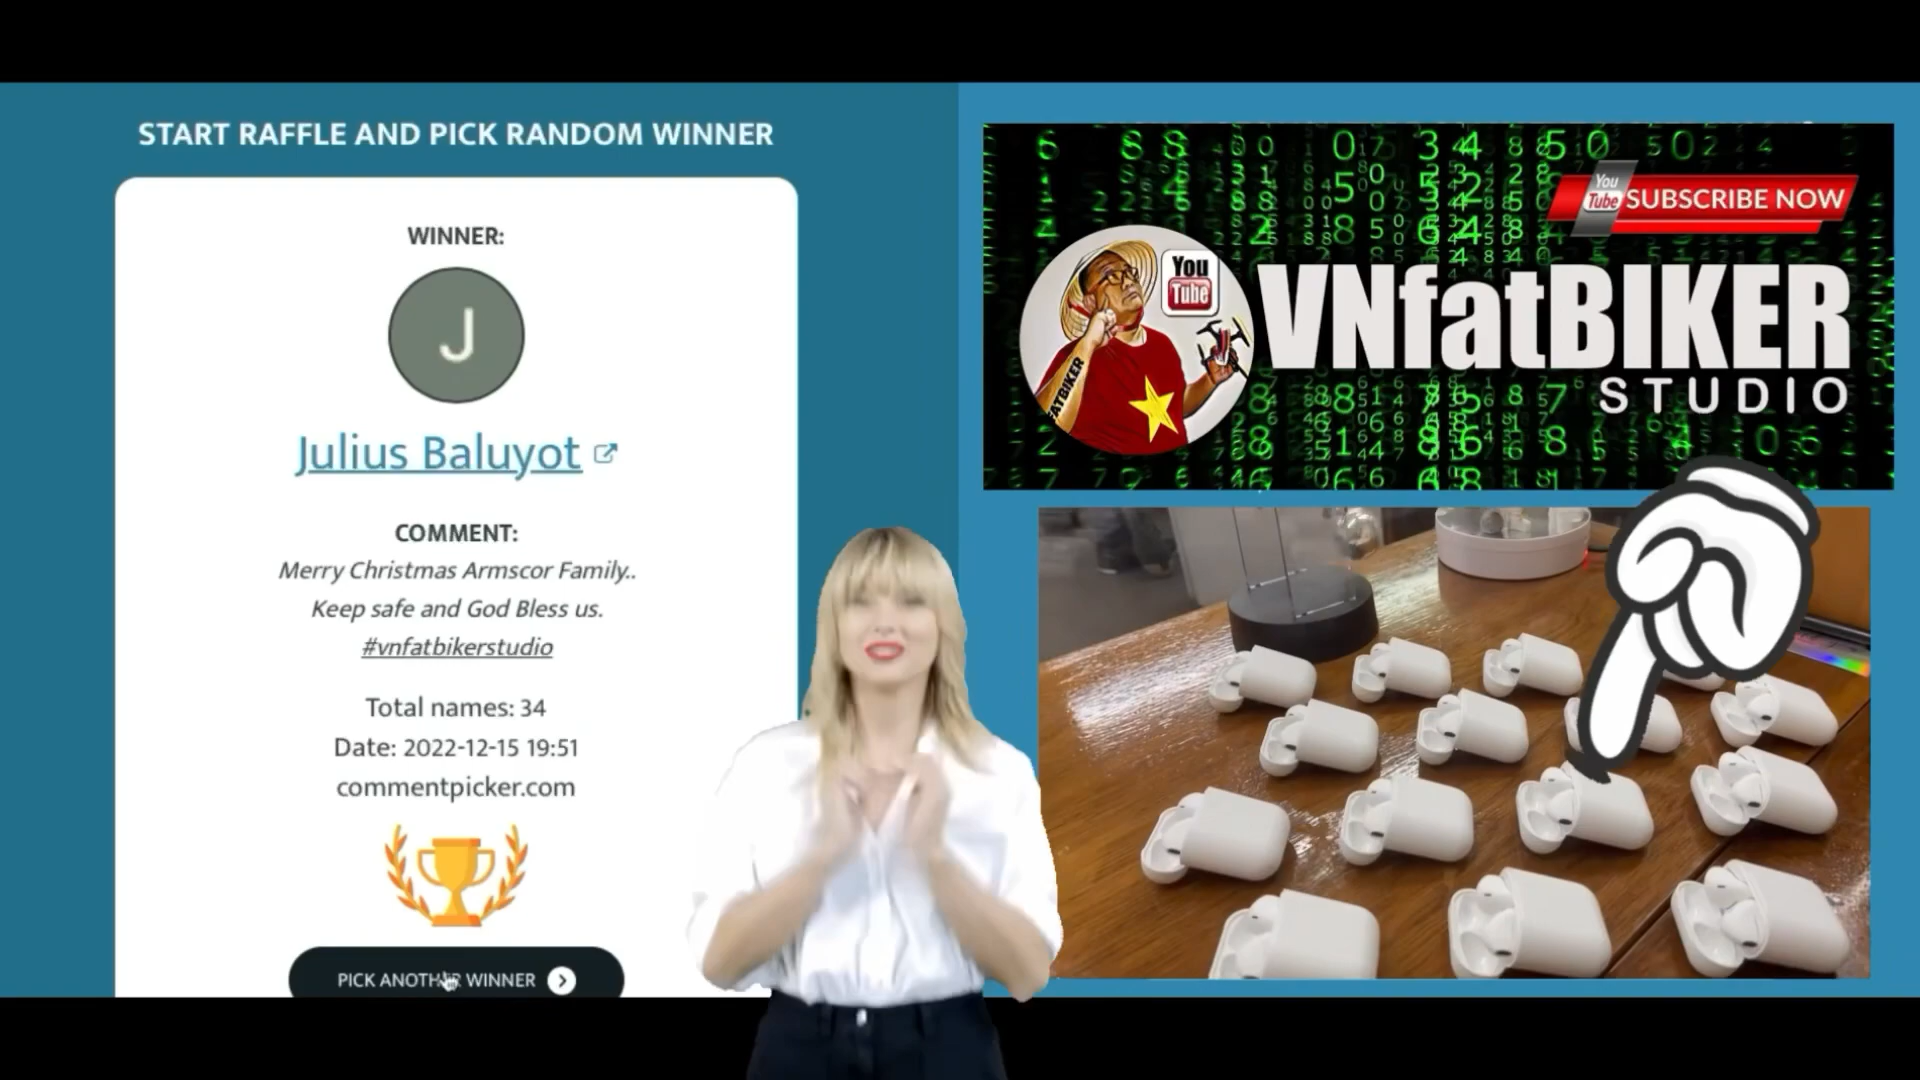 START RAFFLE AND PICK RANDOM WINNER
WINNER:
J
Julius Baluyot
COMMENT:
Merry Christmas Armscor Family..
Keep safe and God Bless us.
#vnfatbikerstudio
Total names: 34
Date: 2022-12-15 19:51
commentpicker.com
PICK ANOTHER WINNER
You
Tube
SUBSCRIBE NOW
You
Tube
VNfatBIKER
STUDIO